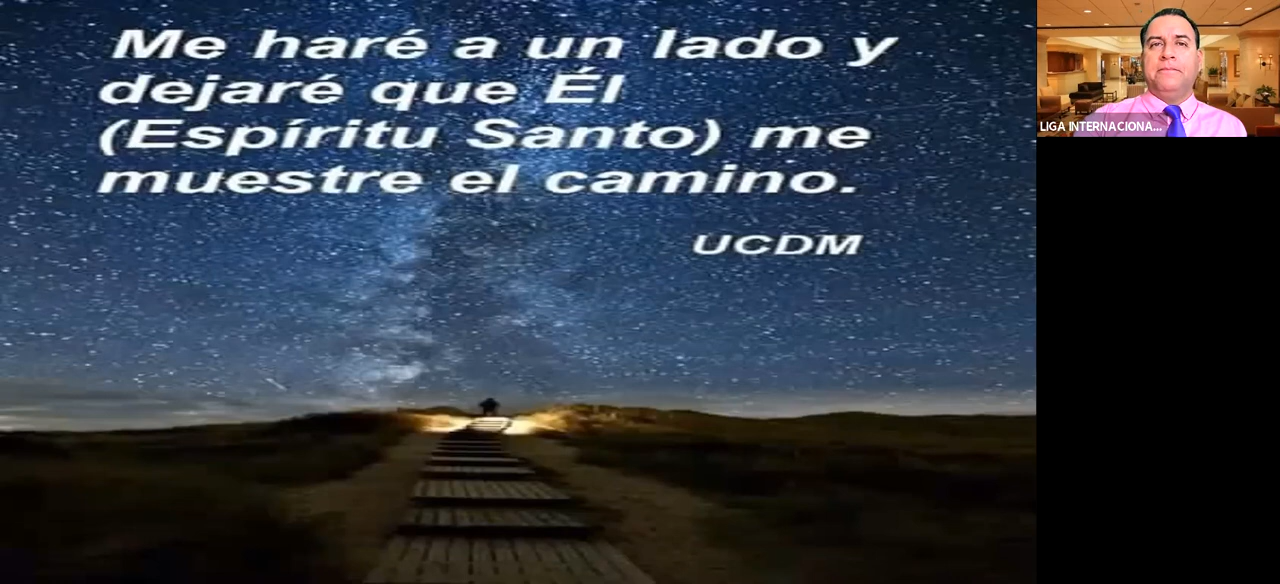 Me haré a un lado y
dejaré que Él
(Espíritu Santo) me
muestre el camino.
UCDM
LIGA INTERNACIONA...